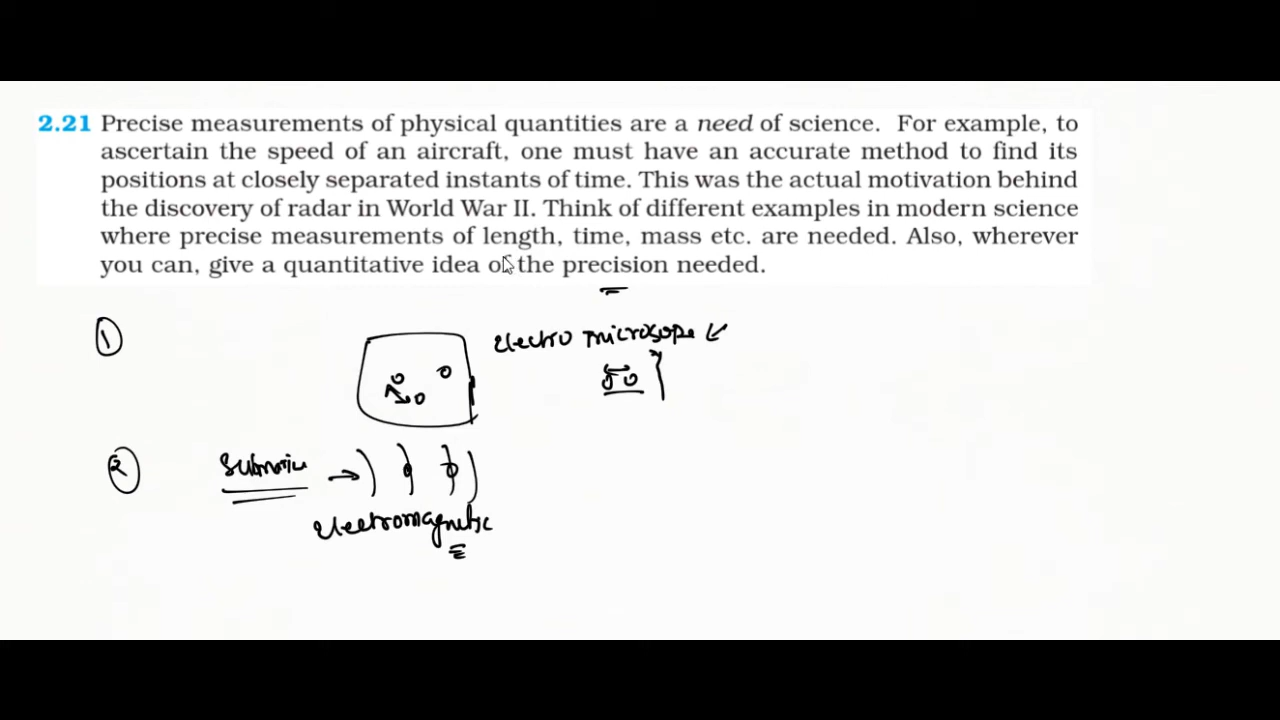 2.21 Precise measurements of physical quantities are a need of science. For example, to
ascertain the speed of an aircraft, one must have an accurate method to find its
positions at closely separated instants of time. This was the actual motivation behind
the discovery of radar in World War II. Think of different examples in modern science
where precise measurements of length, time, mass etc. are needed. Also, wherever
you can, give a quantitative idea of the precision needed.
1
electro microsope
2
electromagnetic